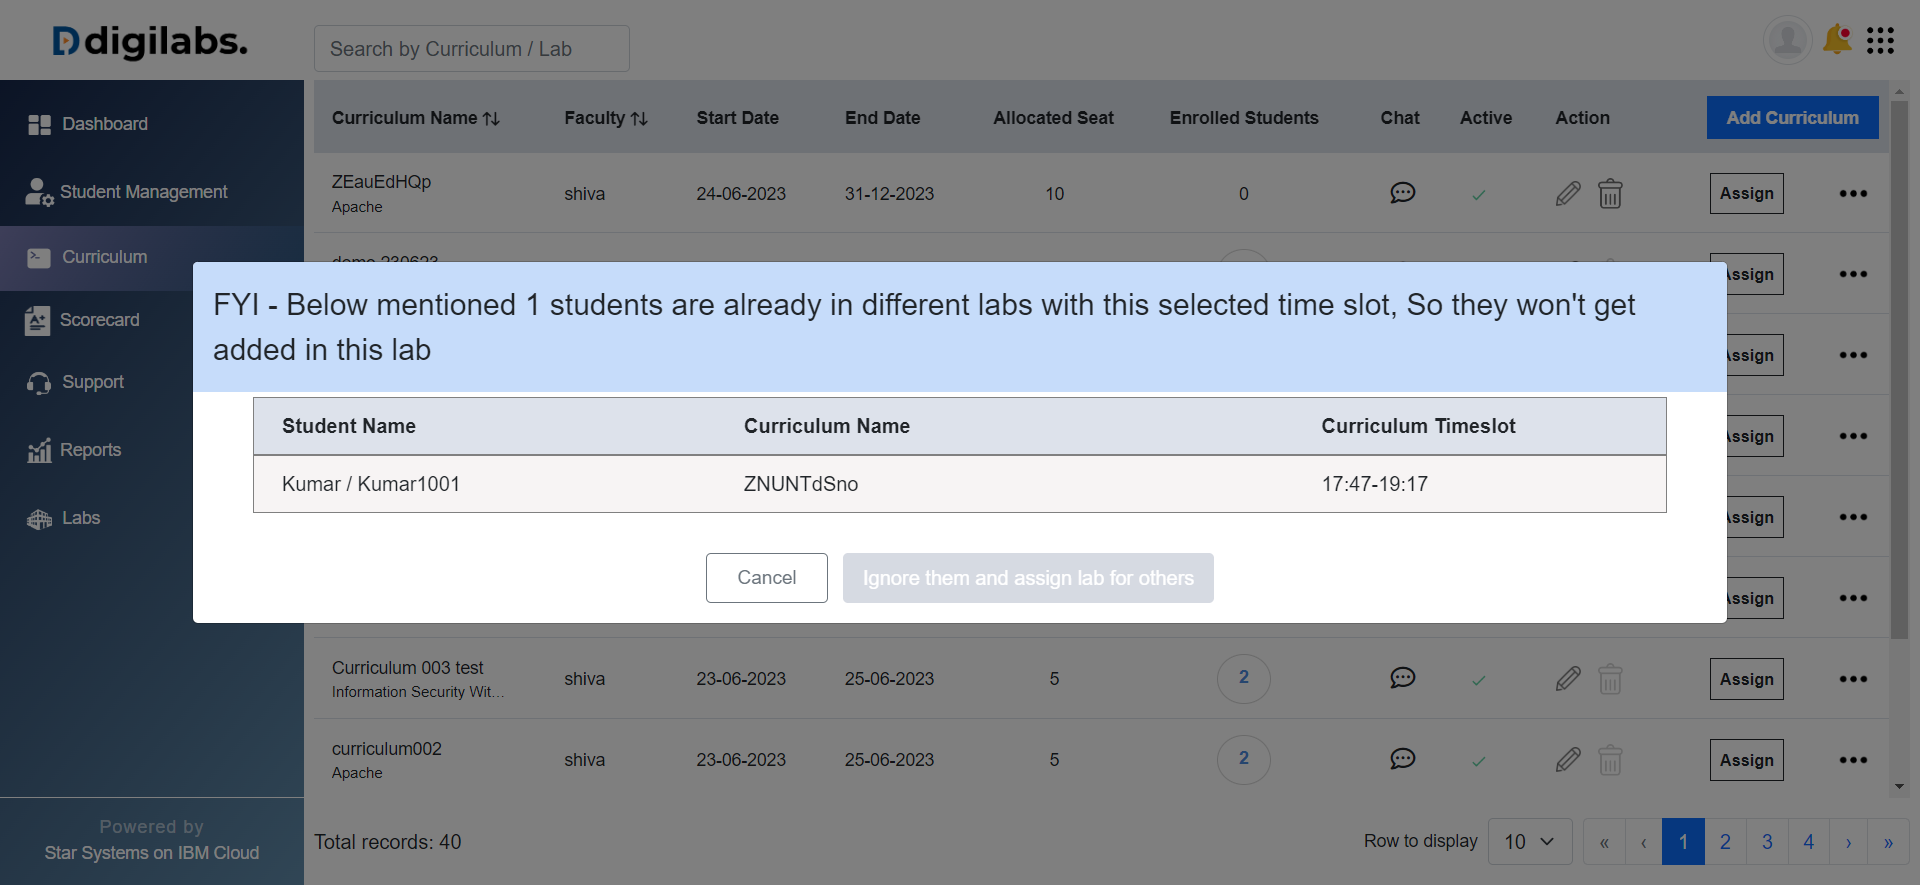 digilabs.
Search by Curriculum / Lab
Dashboard
Student Management
Curriculum
Scorecard
Support
Reports
Labs
Powered by
Star Systems on IBM Cloud
Curriculum Name Faculty Start Date End Date Allocated Seat Enrolled Students Chat Active Action Add Curriculum
ZEauEdHQp
Apache
shiva 24-06-2023 31-12-2023 10 0 Assign
Assign
Assign
Assign
Assign
Assign
FYI - Below mentioned 1 students are already in different labs with this selected time slot, So they won't get
added in this lab
Student Name Curriculum Name Curriculum Timeslot
Kumar / Kumar1001 ZNUNTdSno 17:47-19:17
Cancel Ignore them and assign lab for others
Curriculum 003 test
Information Security Wit...
shiva 23-06-2023 25-06-2023 5 2 Assign
curriculum002
Apache
shiva 23-06-2023 25-06-2023 5 2 Assign
Total records: 40
Row to display 10 « ‹ 1 2 3 4 › »